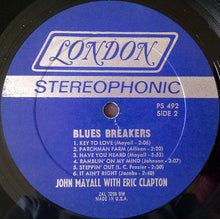 LONDON
STEREOPHONIC
PS 492
SIDE 2
BLUES BREAKERS
1. KEY TO LOVE (Mayall - 2:06)
2. PARCHMAN FARM (Allison - 2:20)
3. HAVE YOU HEARD (Mayall - 5:55)
4. RAMBLIN' ON MY MIND (Johnson - 3:07)
5. STEPPIN' OUT (L. C. Frazier - 2:30)
6. IT AIN'T RIGHT (Jacobs - 2:40)
JOHN MAYALL WITH ERIC CLAPTON
MADE IN U.S.A.